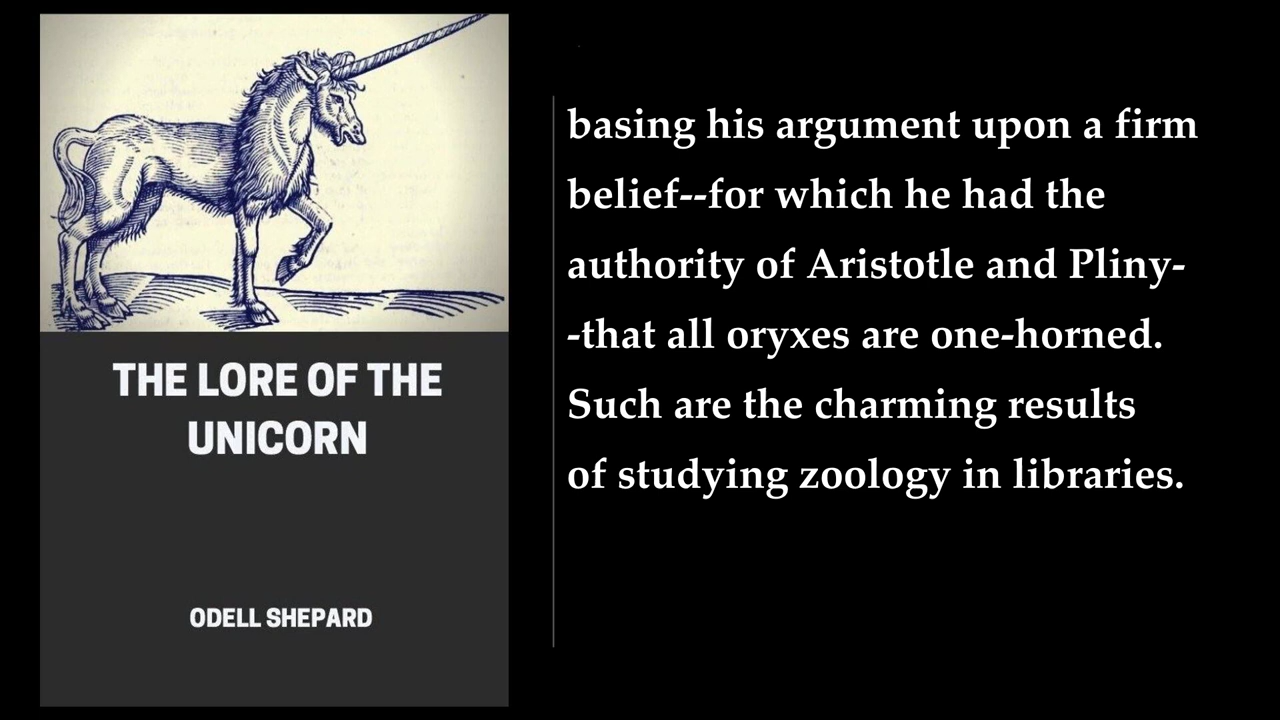 THE LORE OF THE
UNICORN
ODELL SHEPARD
basing his argument upon a firm
belief--for which he had the
authority of Aristotle and Pliny-
-that all oryxes are one-horned.
Such are the charming results
of studying zoology in libraries.